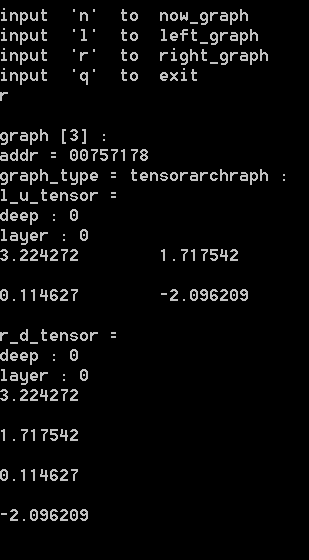 input 'n' to now_graph
input 'l' to left_graph
input 'r' to right_graph
input 'q' to exit
r
graph [3] :
addr = 00757178
graph_type = tensorarchraph :
l_u_tensor =
deep : 0
layer : 0
3.224272 1.717542
0.114627 -2.096209
r_d_tensor =
deep : 0
layer : 0
3.224272
1.717542
0.114627
-2.096209